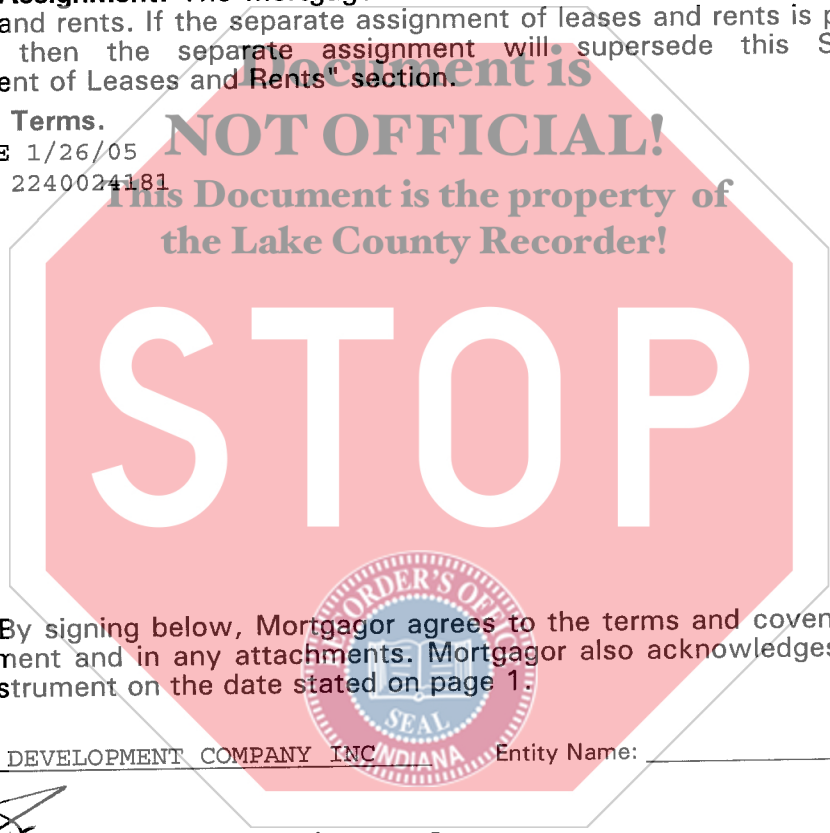 and rents. If the separate assignment of leases and rents is
then the separate assignment will supersede this S
ent of Leases and Rents" section.
Document is
Terms.
NOT OFFICIAL!
E 1/26/05
2240024181
This Document is the property of
the Lake County Recorder!
STOP
RECORDER'S OFFICE
By signing below, Mortgagor agrees to the terms and coven
ment and in any attachments. Mortgagor also acknowledges
strument on the date stated on page 1.
SEAL
INDIANA
DEVELOPMENT COMPANY INC Entity Name: